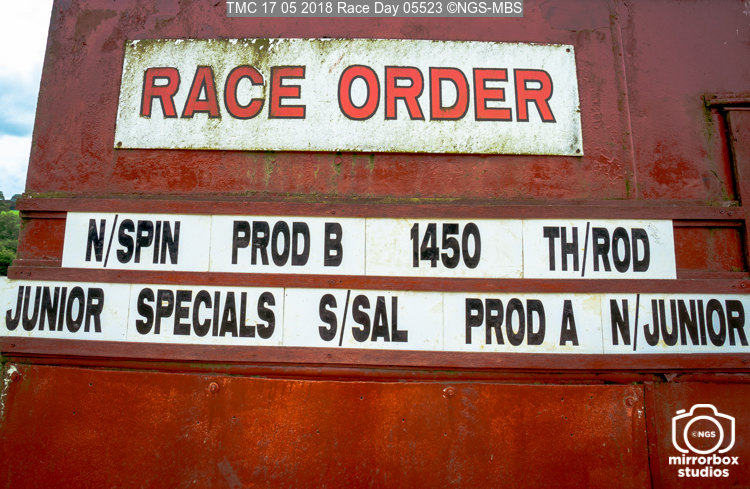 TMC 17 05 2018 Race Day 05523 ©NGS-MBS
RACE ORDER
N/SPIN PROD B 1450 TH/ROD
JUNIOR SPECIALS S/SAL PROD A N/JUNIOR
©NGS
mirrorbox
studios